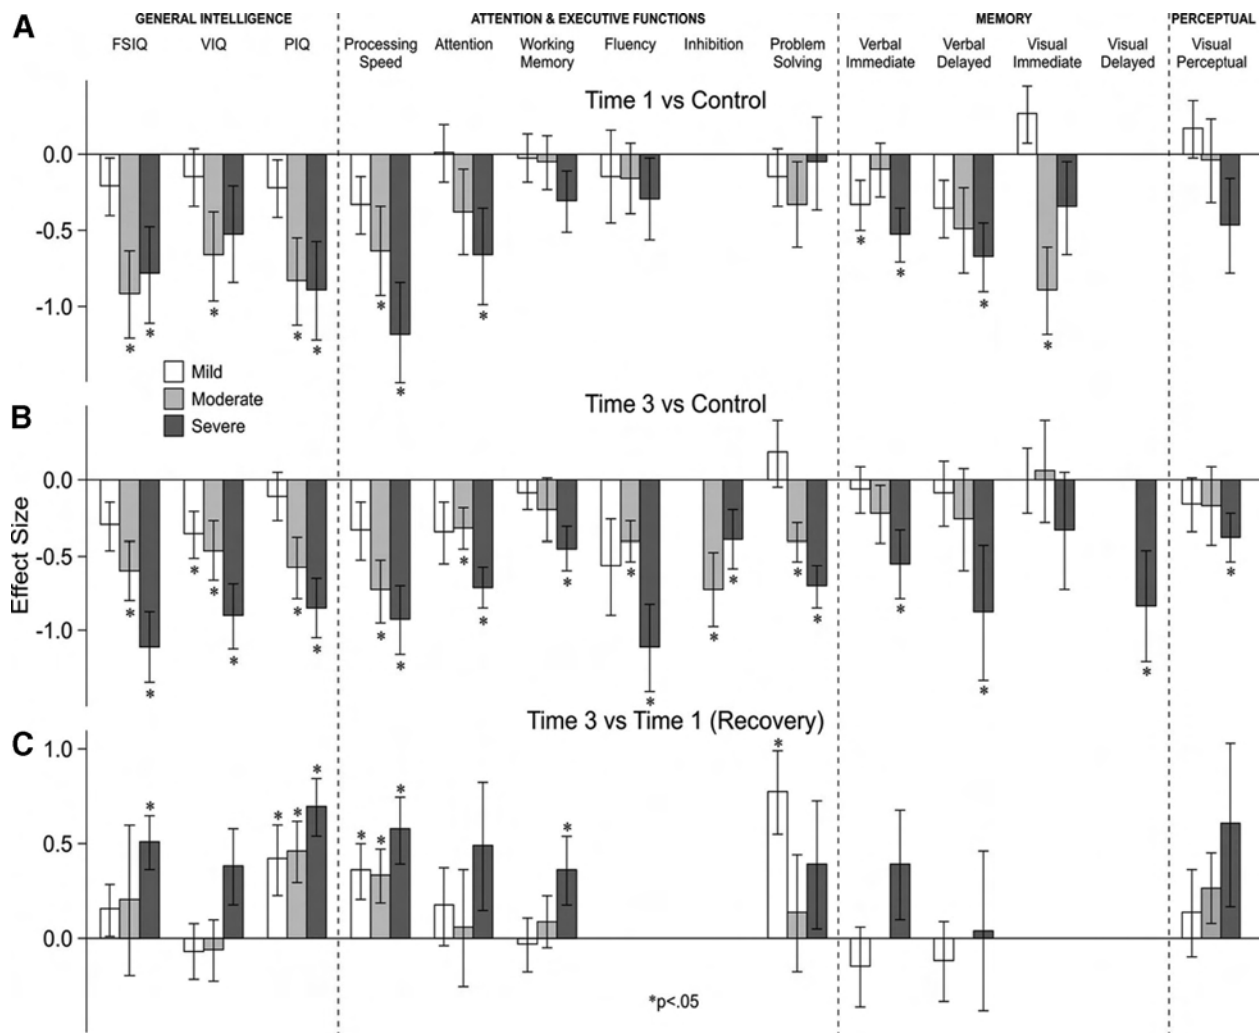 A
GENERAL INTELLIGENCE ATTENTION & EXECUTIVE FUNCTIONS MEMORY PERCEPTUAL
FSIQ VIQ PIQ Processing Attention Working Fluency Inhibition Problem Verbal Verbal Visual Visual Visual
Speed Memory Solving Immediate Delayed Immediate Delayed Perceptual
Time 1 vs Control
0.0
-0.5
* *
* *
-1.0
* * * * *
* *
*
Mild
Moderate
Severe
B
Time 3 vs Control
0.0
Effect Size
-0.5
* * * * * *
* * * * * *
-1.0
* * * *
* * *
* * *
C
Time 3 vs Time 1 (Recovery)
1.0
*
* *
* * * * * *
0.5
0.0
*p<.05